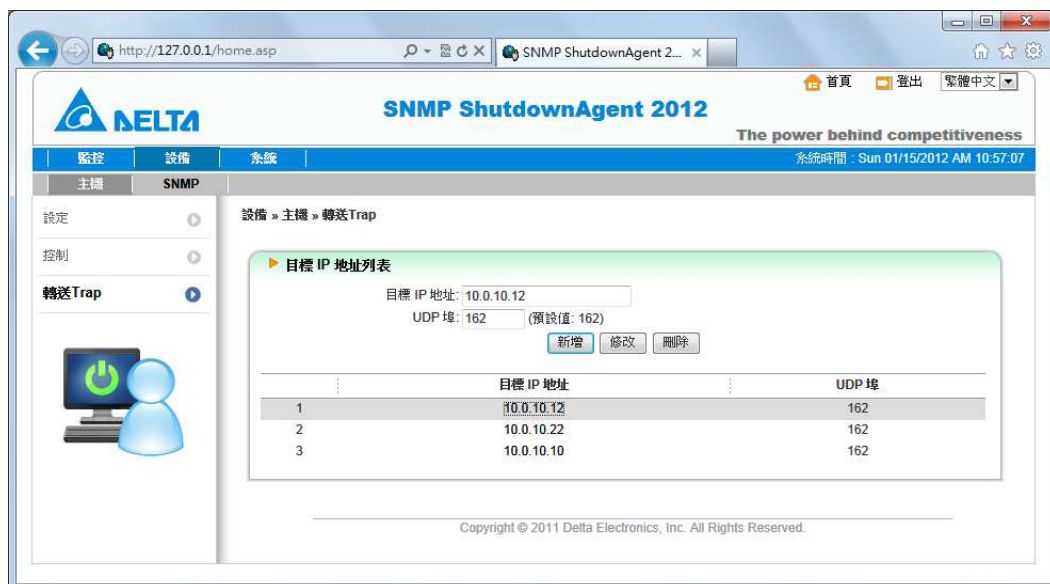 http://127.0.0.1/home.asp
SNMP ShutdownAgent 2...
首頁
登出
繁體中文
DELTA
SNMP ShutdownAgent 2012
The power behind competitiveness
監控
設備
系統
系統時間 : Sun 01/15/2012 AM 10:57:07
主機
SNMP
設定
控制
轉送Trap
設備 » 主機 » 轉送Trap
目標 IP 地址列表
目標 IP 地址: 10.0.10.12
UDP 埠: 162 (預設值: 162)
新增 修改 刪除
目標 IP 地址 UDP 埠
1 10.0.10.12 162
2 10.0.10.22 162
3 10.0.10.10 162
Copyright © 2011 Delta Electronics, Inc. All Rights Reserved.